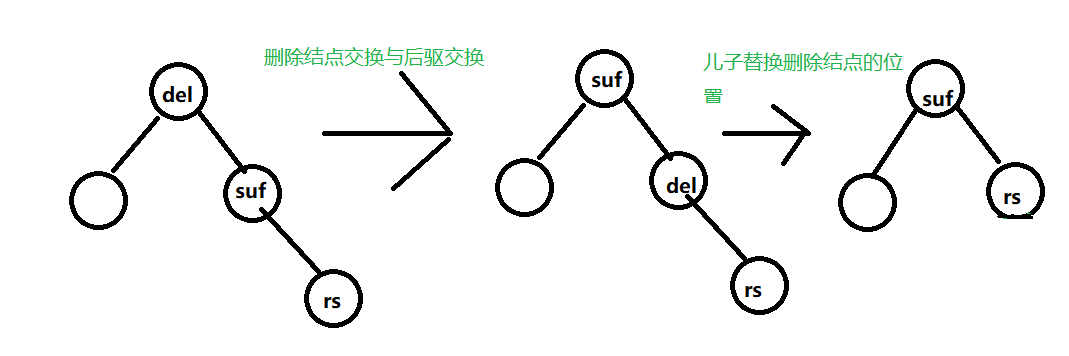 删除结点交换与后驱交换
儿子替换删除结点的位
置
del
suf
rs
suf
del
rs
suf
rs